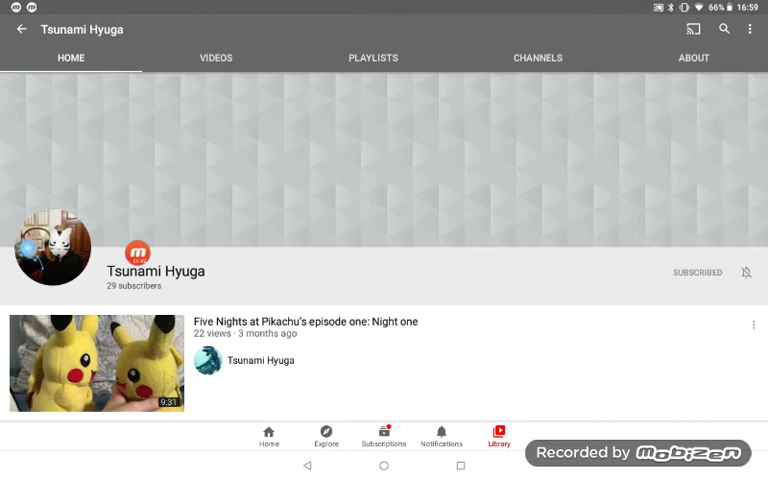 66% 16:59
Tsunami Hyuga
HOME VIDEOS PLAYLISTS CHANNELS ABOUT
Tsunami Hyuga
29 subscribers
SUBSCRIBED
Five Nights at Pikachu's episode one: Night one
22 views · 3 months ago
Tsunami Hyuga
9:31
Home Explore Subscriptions Notifications Library
Recorded by mobizen